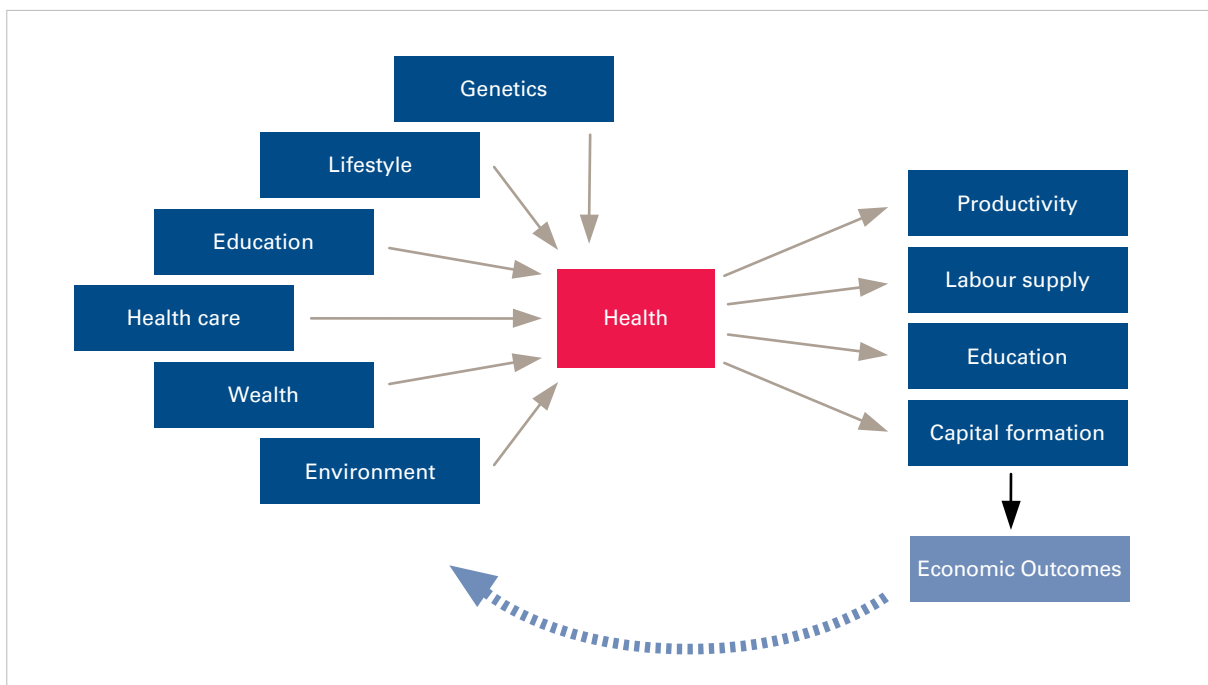 Genetics
Lifestyle
Education
Health care
Wealth
Environment
Health
Productivity
Labour supply
Education
Capital formation
Economic Outcomes